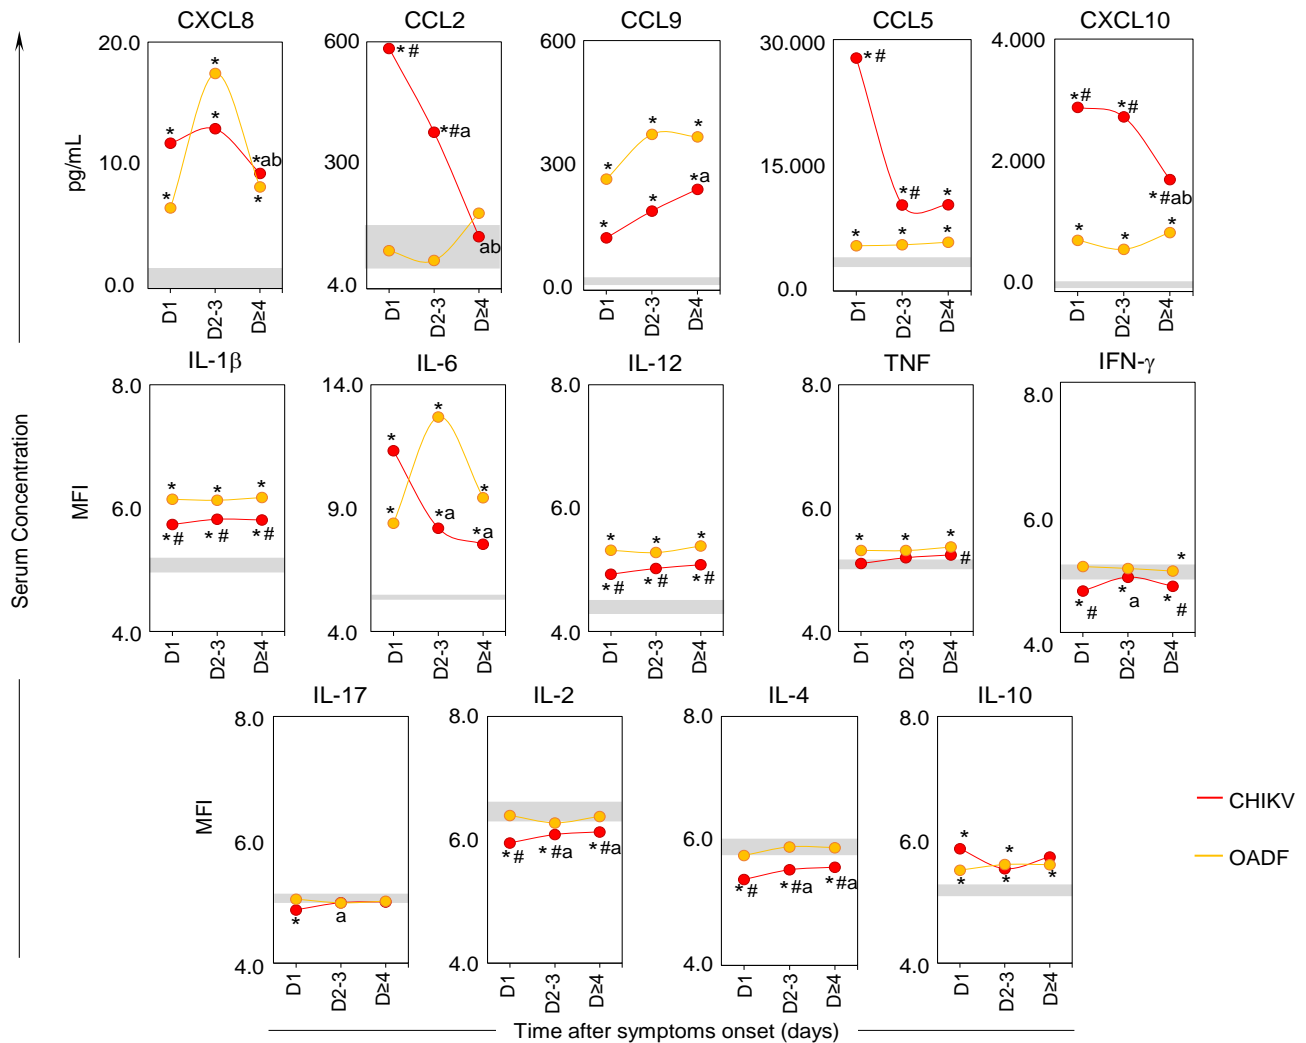 CXCL8 CCL2 CCL9 CCL5 CXCL10
20.0 600 600 30.000 4.000
* * * *ab * *
*# *#a ab
* * * * * *a
*# *# * * * *
*# *# *#ab * * *
pg/mL
10.0 300 300 15.000 2.000
0.0 4.0 0.0 0.0 0.0
D1 D2-3 D≥4 D1 D2-3 D≥4 D1 D2-3 D≥4 D1 D2-3 D≥4 D1 D2-3 D≥4
IL-1β IL-6 IL-12 TNF IFN-γ
8.0 14.0 8.0 8.0 8.0
* * * *# *# *#
* * * * *a *a
* * * *# *# *#
* * * #
* *# *a *#
MFI
6.0 9.0 6.0 6.0 6.0
4.0 4.0 4.0 4.0 4.0
D1 D2-3 D≥4 D1 D2-3 D≥4 D1 D2-3 D≥4 D1 D2-3 D≥4 D1 D2-3 D≥4
Serum Concentration
IL-17 IL-2 IL-4 IL-10
8.0 8.0 8.0 8.0
MFI
6.0 6.0 6.0 6.0
* a
*# *#a *#a
*# *#a *#a
* * * * *
4.0 4.0 4.0 4.0
D1 D2-3 D≥4 D1 D2-3 D≥4 D1 D2-3 D≥4 D1 D2-3 D≥4
CHIKV
OADF
Time after symptoms onset (days)